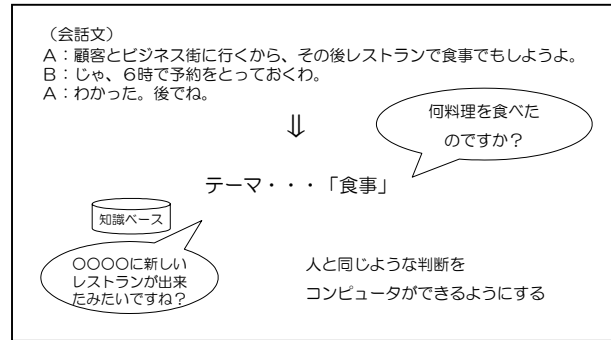 (会話文)
A:顧客とビジネス街に行くから、その後レストランで食事でもしようよ。
B:じゃ、6時で予約をとっておくわ。
A:わかった。後でね。
⇓
何料理を食べた
のですか?
テーマ・・・「食事」
知識ベース
〇〇〇〇に新しい
レストランが出来
たみたいですね?
人と同じような判断を
コンピュータができるようにする